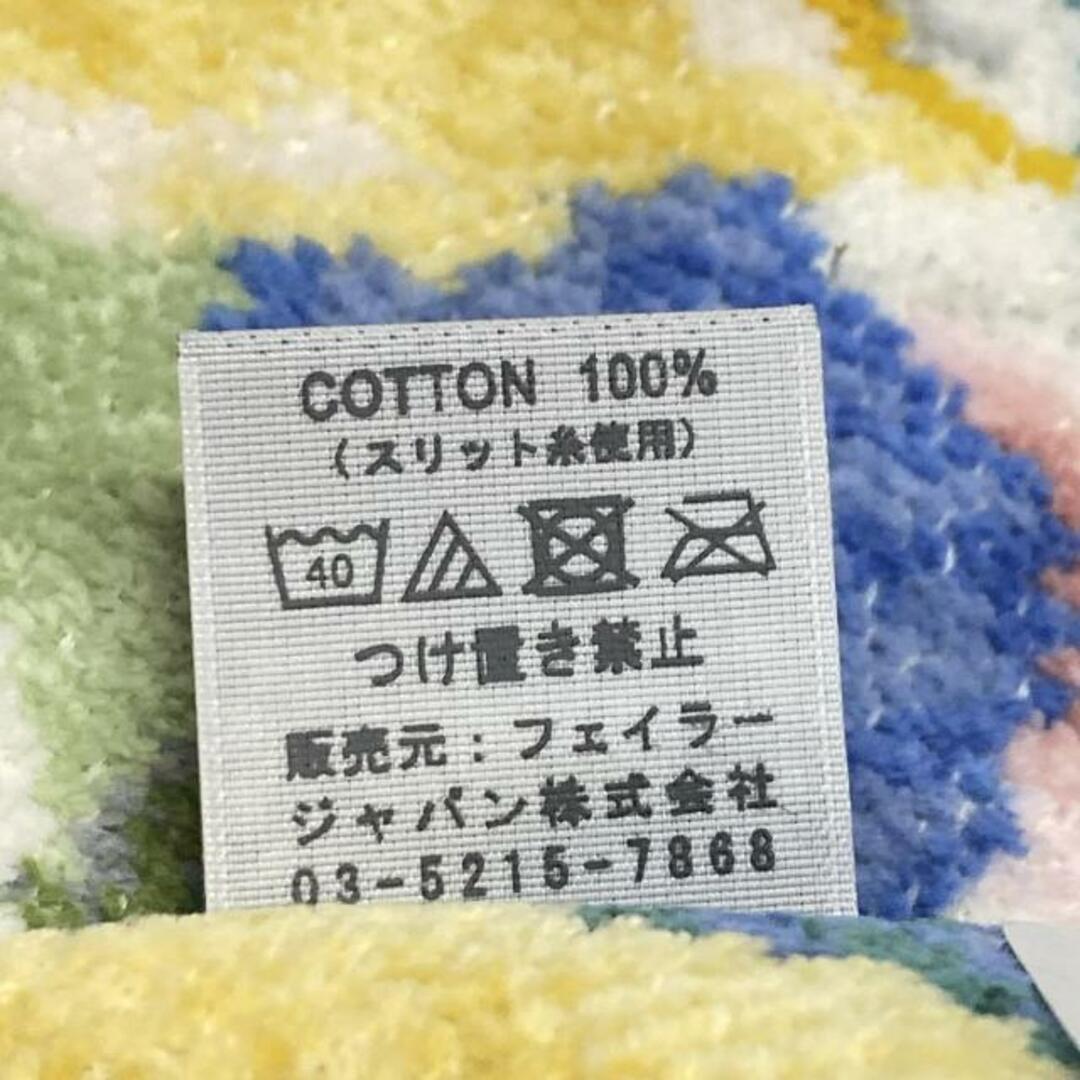 COTTON 100%
(スリット糸使用)
40
つけ置き禁止
販売元:フェイラー
ジャパン株式会社
03-5215-7868